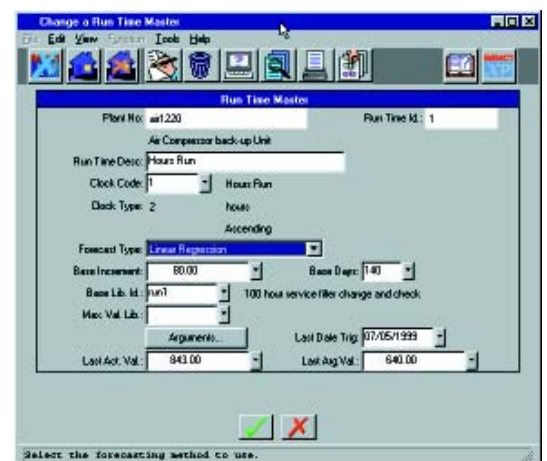 Change a Run Time Master
File Edit View Function Tools Help
Run Time Master
Plant No: air1220 Run Time Id.: 1
Air Compressor back-up Unit
Run Time Desc: Hours Run
Clock Code: 1 Hours Run
Clock Type: 2 hours
Ascending
Forecast Type: Linear Regression
Base Increment: 80.00 Base Days: 140
Base Lib. Id.: run1 100 hour service filter change and check
Max. Val. Lib.:
Arguments... Last Date Trig: 07/05/1999
Last Act. Val.: 843.00 Last Arg Val.: 640.00
Select the forecasting method to use.